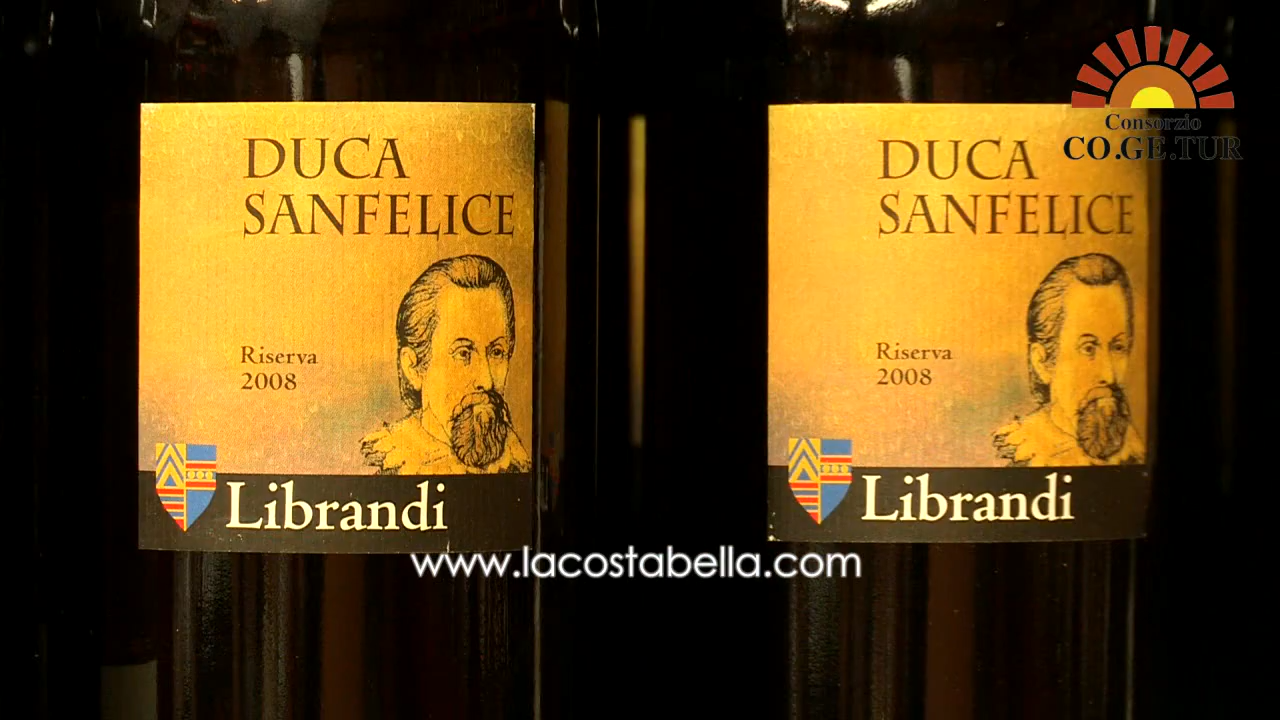 DUCA
SANFELICE
Riserva
2008
Librandi
DUCA
SANFELICE
Riserva
2008
Librandi
Consorzio
CO.GE.TUR
www.lacostabella.com